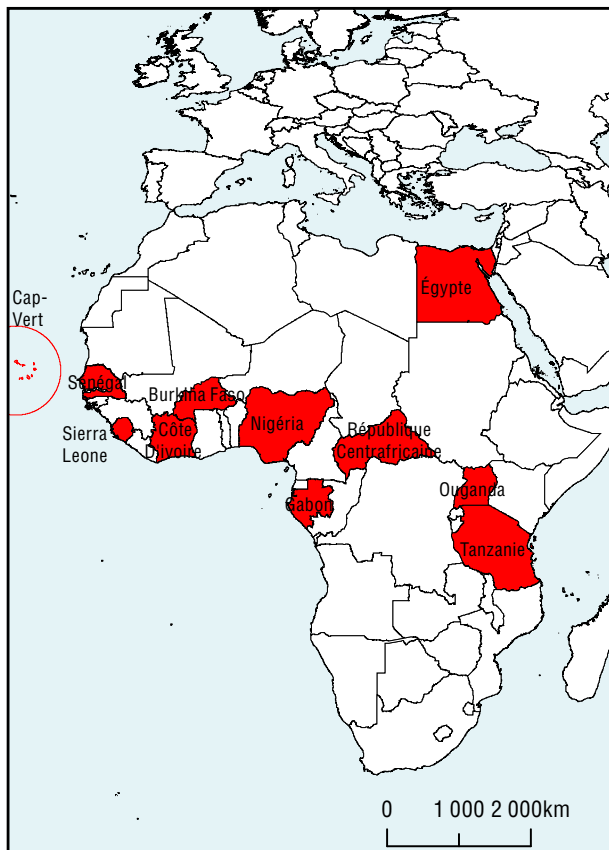 Égypte
Cap-
Vert
Sénégal
Burkina Faso
Nigéria
Sierra
Leone
Côte
D'ivoire
République
Centrafricaine
Ouganda
Gabon
Tanzanie
0 1 000 2 000km